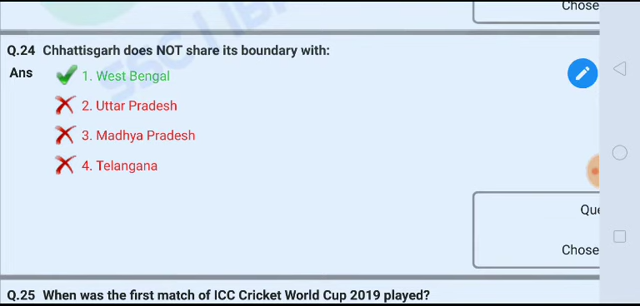 Chose
Q.24 Chhattisgarh does NOT share its boundary with:
Ans 1. West Bengal
2. Uttar Pradesh
3. Madhya Pradesh
4. Telangana
Que
Chose
Q.25 When was the first match of ICC Cricket World Cup 2019 played?